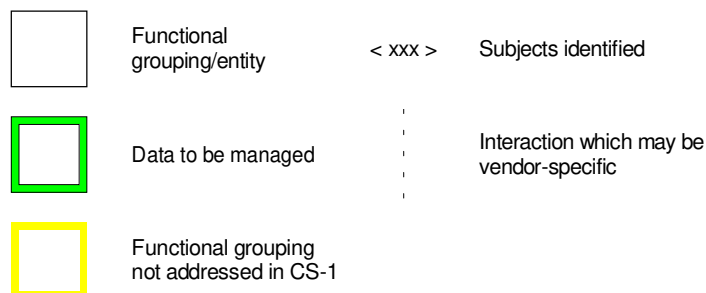 Functional
grouping/entity
< xxx >
Subjects identified
Data to be managed
Interaction which may be
vendor-specific
Functional grouping
not addressed in CS-1